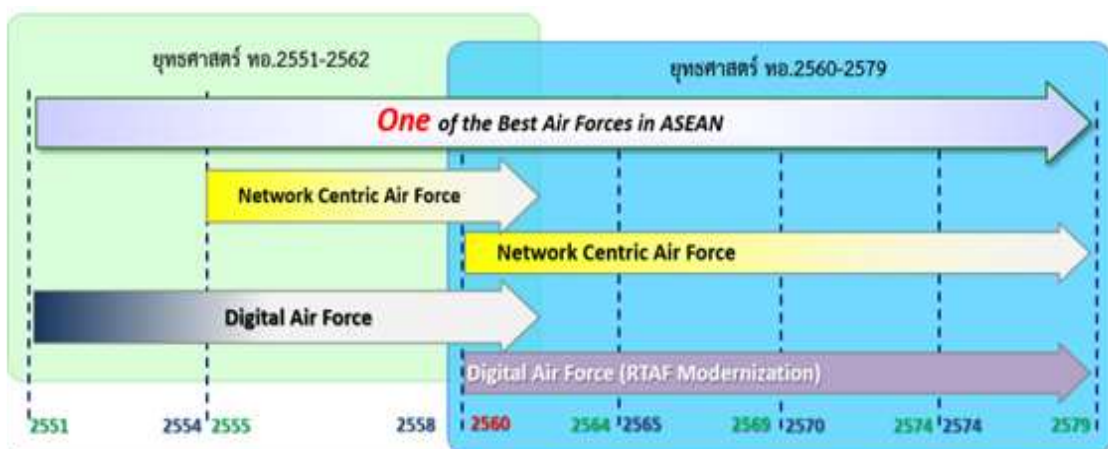 ยุทธศาสตร์ ทอ.2551-2562
ยุทธศาสตร์ ทอ.2560-2579
One of the Best Air Forces in ASEAN
Network Centric Air Force
Network Centric Air Force
Digital Air Force
Digital Air Force (RTAF Modernization)
2551 2554 2555 2558 2560 2564 2565 2569 2570 2574 2574 2579